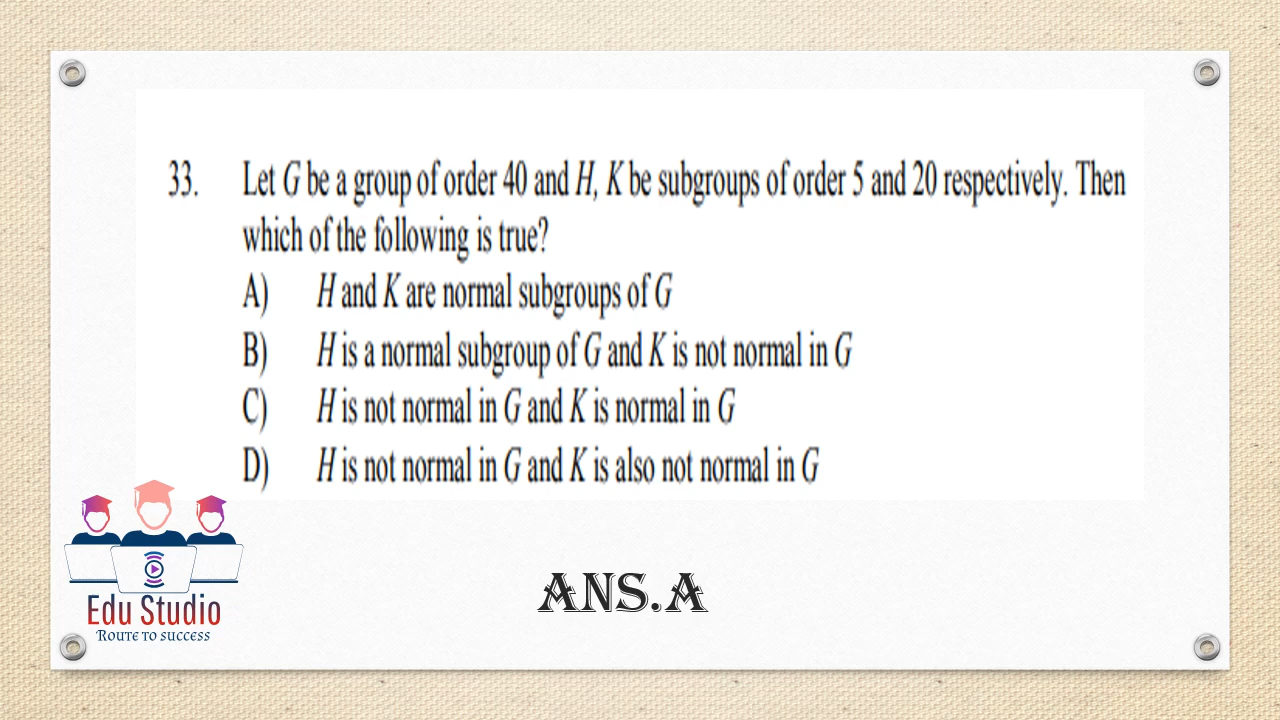 33. Let G be a group of order 40 and H, K be subgroups of order 5 and 20 respectively. Then
which of the following is true?
A) H and K are normal subgroups of G
B) H is a normal subgroup of G and K is not normal in G
C) H is not normal in G and K is normal in G
D) H is not normal in G and K is also not normal in G
Edu Studio
Route to success
ANS.A